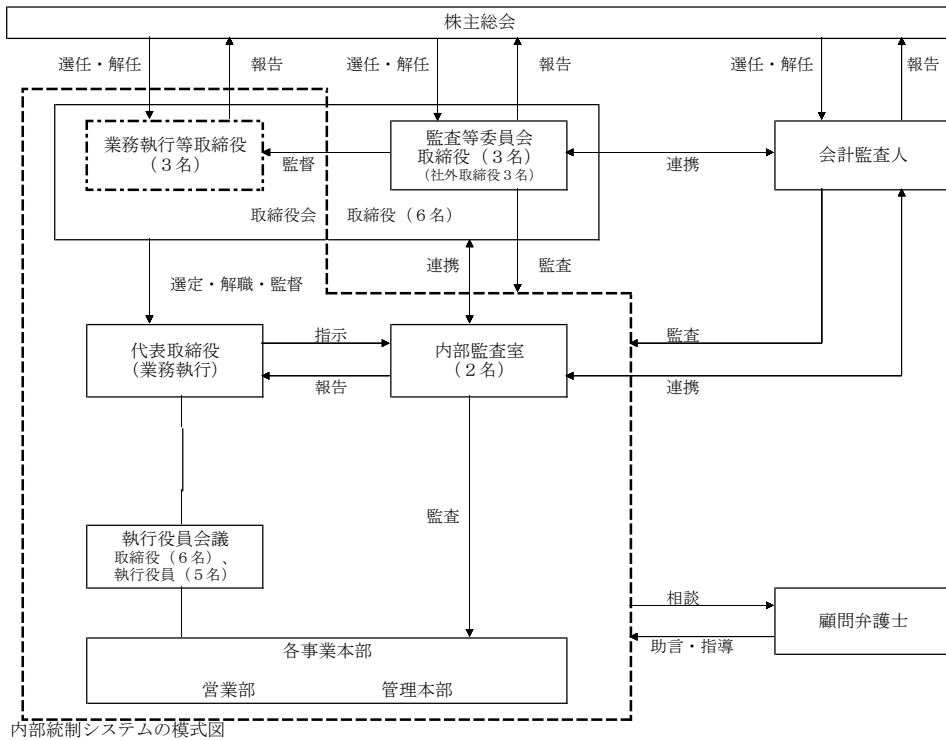 株主総会
選任・解任
報告
選任・解任
報告
選任・解任
報告
業務執行等取締役
（３名）
監督
監査等委員会
取締役（３名）
（社外取締役３名）
連携
会計監査人
取締役会
取締役（６名）
選定・解職・監督
連携
監査
代表取締役
（業務執行）
指示
報告
内部監査室
（２名）
監査
連携
監査
執行役員会議
取締役（６名）、
執行役員（５名）
相談
助言・指導
顧問弁護士
各事業本部
営業部
管理本部
内部統制システムの模式図